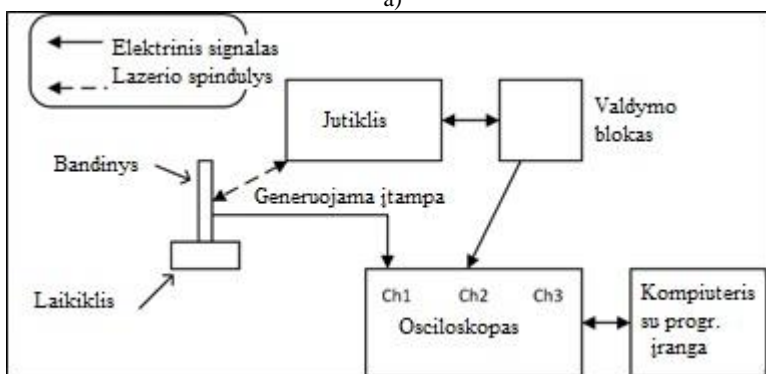 a)
Elektrinis signalas
Lazerio spindulys
Jutiklis
Valdymo
blokas
Bandinys
Generuojama įtampa
Laikiklis
Ch1 Ch2 Ch3
Osciloskopas
Kompiuteris
su progr.
įranga